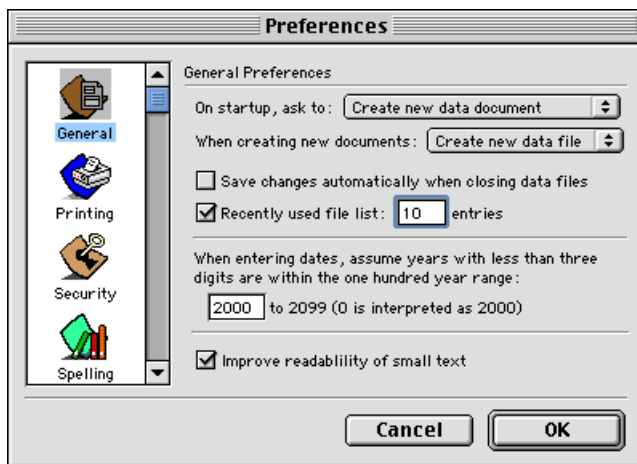 Preferences
General
Printing
Security
Spelling
General Preferences
On startup, ask to: Create new data document
When creating new documents: Create new data file
Save changes automatically when closing data files
Recently used file list: 10 entries
When entering dates, assume years with less than three
digits are within the one hundred year range:
2000 to 2099 (0 is interpreted as 2000)
Improve readablility of small text
Cancel OK